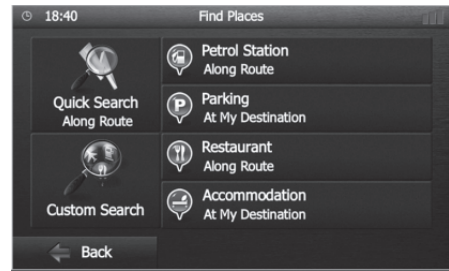 18:40
Find Places
Quick Search
Along Route
Custom Search
Petrol Station
Along Route
P
Parking
At My Destination
Restaurant
Along Route
Accommodation
At My Destination
Back